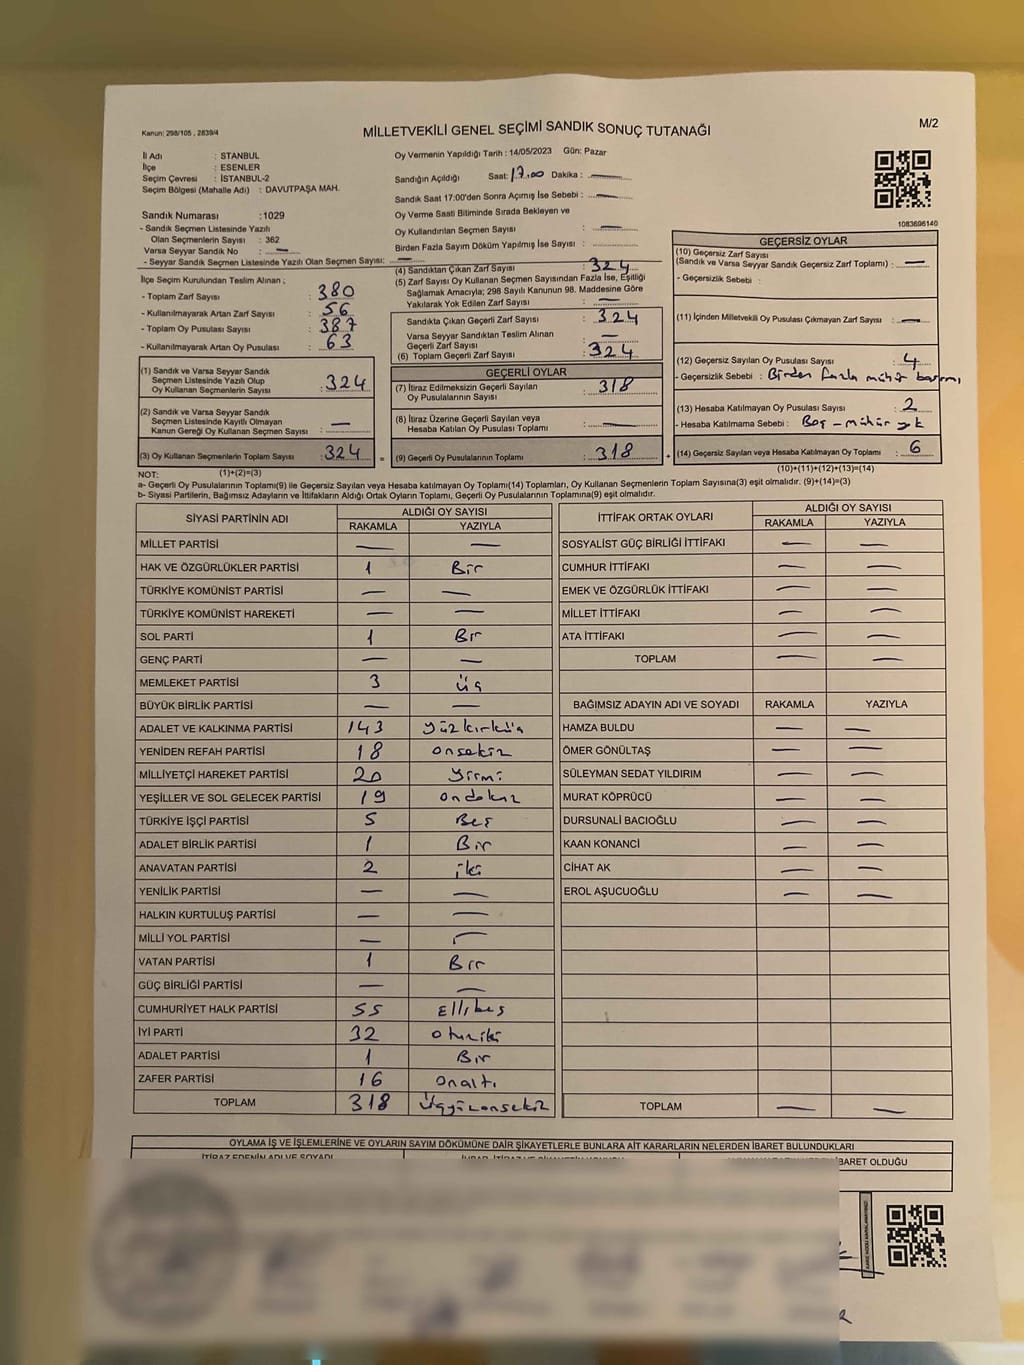 Kanun: 298/105 , 2839/4
MİLLETVEKİLİ GENEL SEÇİMİ SANDIK SONUÇ TUTANAĞI
M/2
İl Adı : STANBUL
İlçe : ESENLER
Seçim Çevresi : İSTANBUL-2
Seçim Bölgesi (Mahalle Adi) : DAVUTPAŞA MAH.
Sandık Numarası : 1029
- Sandık Seçmen Listesinde Yazılı
Olan Seçmenlerin Sayısı : 362
Varsa Seyyar Sandık No : —
- Seyyar Sandık Seçmen Listesinde Yazılı Olan Seçmen Sayısı: —
Oy Vermenin Yapıldığı Tarih : 14/05/2023 Gün: Pazar
Sandığın Açıldığı Saat: 17.00 Dakika : —
Sandık Saat 17:00'den Sonra Açımış İse Sebebi : —
Oy Verme Saati Bitiminde Sırada Bekleyen ve
Oy Kullandırılan Seçmen Sayısı : —
Birden Fazla Sayım Döküm Yapılmış İse Sayısı :
1083696140
İlçe Seçim Kurulundan Teslim Alınan ;
- Toplam Zarf Sayısı : 380
- Kullanılmayarak Artan Zarf Sayısı : 56
- Toplam Oy Pusulası Sayısı : 387
- Kullanılmayarak Artan Oy Pusulası : 63
(4) Sandıktan Çıkan Zarf Sayısı : 324
(5) Zarf Sayısı Oy Kullanan Seçmen Sayısından Fazla İse, Eşitliği
Sağlamak Amacıyla; 298 Sayılı Kanunun 98. Maddesine Göre
Yakılarak Yok Edilen Zarf Sayısı : —
Sandıkta Çıkan Geçerli Zarf Sayısı : 324
Varsa Seyyar Sandıktan Teslim Alınan
Geçerli Zarf Sayısı : —
(6) Toplam Geçerli Zarf Sayısı : 324
GEÇERSİZ OYLAR
(10) Geçersiz Zarf Sayısı
(Sandık ve Varsa Seyyar Sandık Geçersiz Zarf Toplamı) : —
- Geçersizlik Sebebi :
(11) İçinden Milletvekili Oy Pusulası Çıkmayan Zarf Sayısı : —
(12) Geçersiz Sayılan Oy Pusulası Sayısı : 4
- Geçersizlik Sebebi : Birden fazla mühür basımı
(13) Hesaba Katılmayan Oy Pusulası Sayısı : 2
- Hesaba Katılmama Sebebi : Boş - mühür yok
(14) Geçersiz Sayılan veya Hesaba Katılmayan Oy Toplamı : 6
(10)+(11)+(12)+(13)=(14)
(1) Sandık ve Varsa Seyyar Sandık
Seçmen Listesinde Yazılı Olup
Oy Kullanan Seçmenlerin Sayısı : 324
(2) Sandık ve Varsa Seyyar Sandık
Seçmen Listesinde Kayıtlı Olmayan
Kanun Gereği Oy Kullanan Seçmen Sayısı : —
(3) Oy Kullanan Seçmenlerin Toplam Sayısı : 324 =
(1)+(2)=(3)
GEÇERLİ OYLAR
(7) İtiraz Edilmeksizin Geçerli Sayılan
Oy Pusulalarının Sayısı : 318
(8) İtiraz Üzerine Geçerli Sayılan veya
Hesaba Katılan Oy Pusulası Toplamı : —
(9) Geçerli Oy Pusulalarının Toplamı : 318 +
NOT:
a- Geçerli Oy Pusulalarının Toplamı(9) ile Geçersiz Sayılan veya Hesaba katılmayan Oy Toplamı(14) Toplamları, Oy Kullanan Seçmenlerin Toplam Sayısına(3) eşit olmalıdır. (9)+(14)=(3)
b- Siyasi Partilerin, Bağımsız Adayların ve İttifakların Aldığı Ortak Oyların Toplamı, Geçerli Oy Pusulalarının Toplamına(9) eşit olmalıdır.
SİYASİ PARTİNİN ADI ALDIĞI OY SAYISI
RAKAMLA YAZIYLA
MİLLET PARTİSİ — —
HAK VE ÖZGÜRLÜKLER PARTİSİ 1 Bir
TÜRKİYE KOMÜNİST PARTİSİ — —
TÜRKİYE KOMÜNİST HAREKETİ — —
SOL PARTİ 1 Bir
GENÇ PARTİ — —
MEMLEKET PARTİSİ 3 üç
BÜYÜK BİRLİK PARTİSİ — —
ADALET VE KALKINMA PARTİSİ 143 yüzkırküç
YENİDEN REFAH PARTİSİ 18 onsekiz
MİLLİYETÇİ HAREKET PARTİSİ 20 yirmi
YEŞİLLER VE SOL GELECEK PARTİSİ 19 ondokuz
TÜRKİYE İŞÇİ PARTİSİ 5 Beş
ADALET BİRLİK PARTİSİ 1 Bir
ANAVATAN PARTİSİ 2 iki
YENİLİK PARTİSİ — —
HALKIN KURTULUŞ PARTİSİ — —
MİLLİ YOL PARTİSİ — —
VATAN PARTİSİ 1 Bir
GÜÇ BİRLİĞİ PARTİSİ — —
CUMHURİYET HALK PARTİSİ 55 Ellibeş
İYİ PARTİ 32 otuziki
ADALET PARTİSİ 1 Bir
ZAFER PARTİSİ 16 onaltı
TOPLAM 318 üçyüzonsekiz
İTTİFAK ORTAK OYLARI ALDIĞI OY SAYISI
RAKAMLA YAZIYLA
SOSYALİST GÜÇ BİRLİĞİ İTTİFAKI — —
CUMHUR İTTİFAKI — —
EMEK VE ÖZGÜRLÜK İTTİFAKI — —
MİLLET İTTİFAKI — —
ATA İTTİFAKI — —
TOPLAM — —
BAĞIMSIZ ADAYIN ADI VE SOYADI RAKAMLA YAZIYLA
HAMZA BULDU — —
ÖMER GÖNÜLTAŞ — —
SÜLEYMAN SEDAT YILDIRIM — —
MURAT KÖPRÜCÜ — —
DURSUNALİ BACIOĞLU — —
KAAN KONANCİ — —
CİHAT AK — —
EROL AŞUCUOĞLU — —
TOPLAM — —
OYLAMA İŞ VE İŞLEMLERİNE VE OYLARIN SAYIM DÖKÜMÜNE DAİR ŞİKAYETLERLE BUNLARA AİT KARARLARIN NELERDEN İBARET BULUNDUKLARI
İTİRAZ EDENİN ADI VE SOYADI
İBARET OLDUĞU